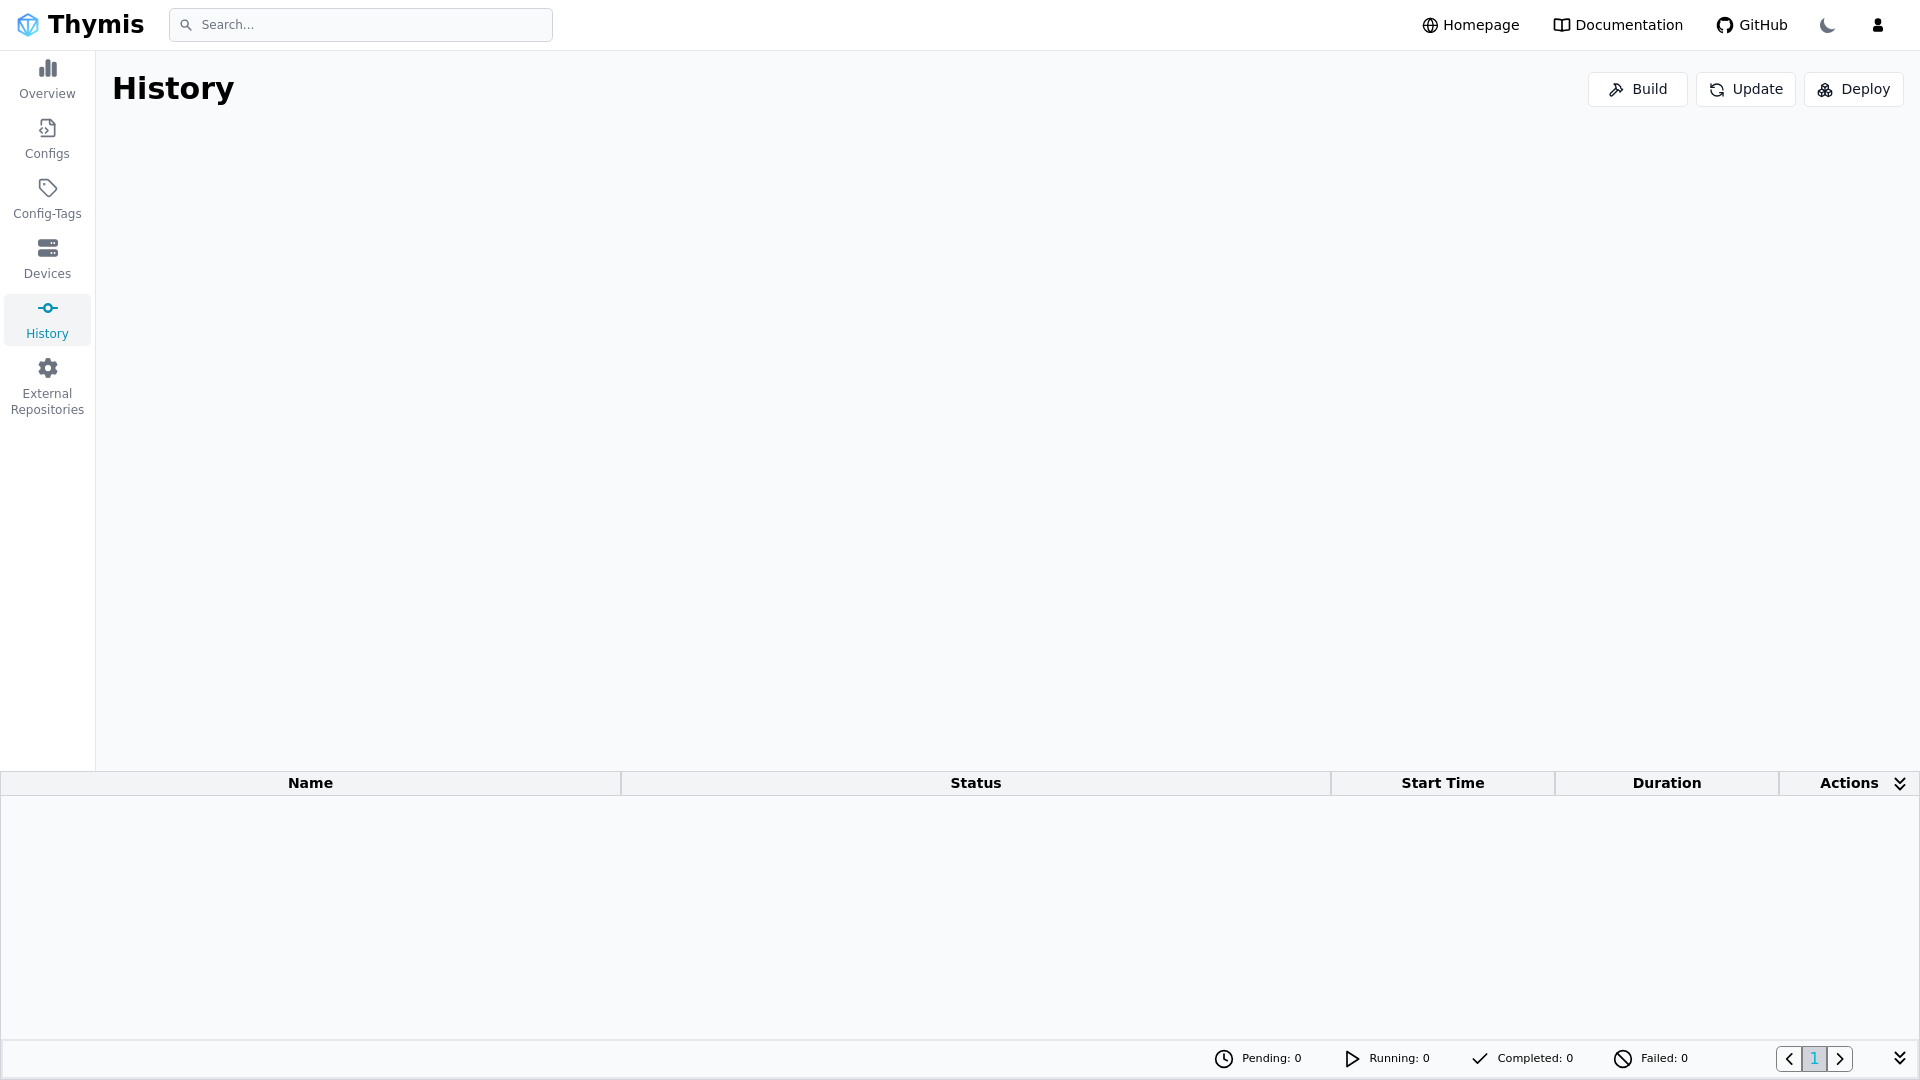 Thymis
Search...
Homepage
Documentation
GitHub
Overview
Configs
Config-Tags
Devices
History
External
Repositories
History
Build
Update
Deploy
Name
Status
Start Time
Duration
Actions
Pending: 0
Running: 0
Completed: 0
Failed: 0
1